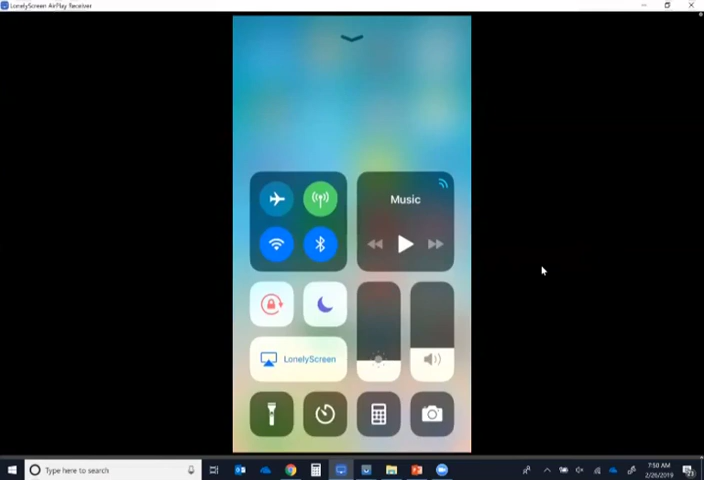 LonelyScreen AirPlay Receiver
Music
LonelyScreen
Type here to search
7:50 AM
2/26/2019